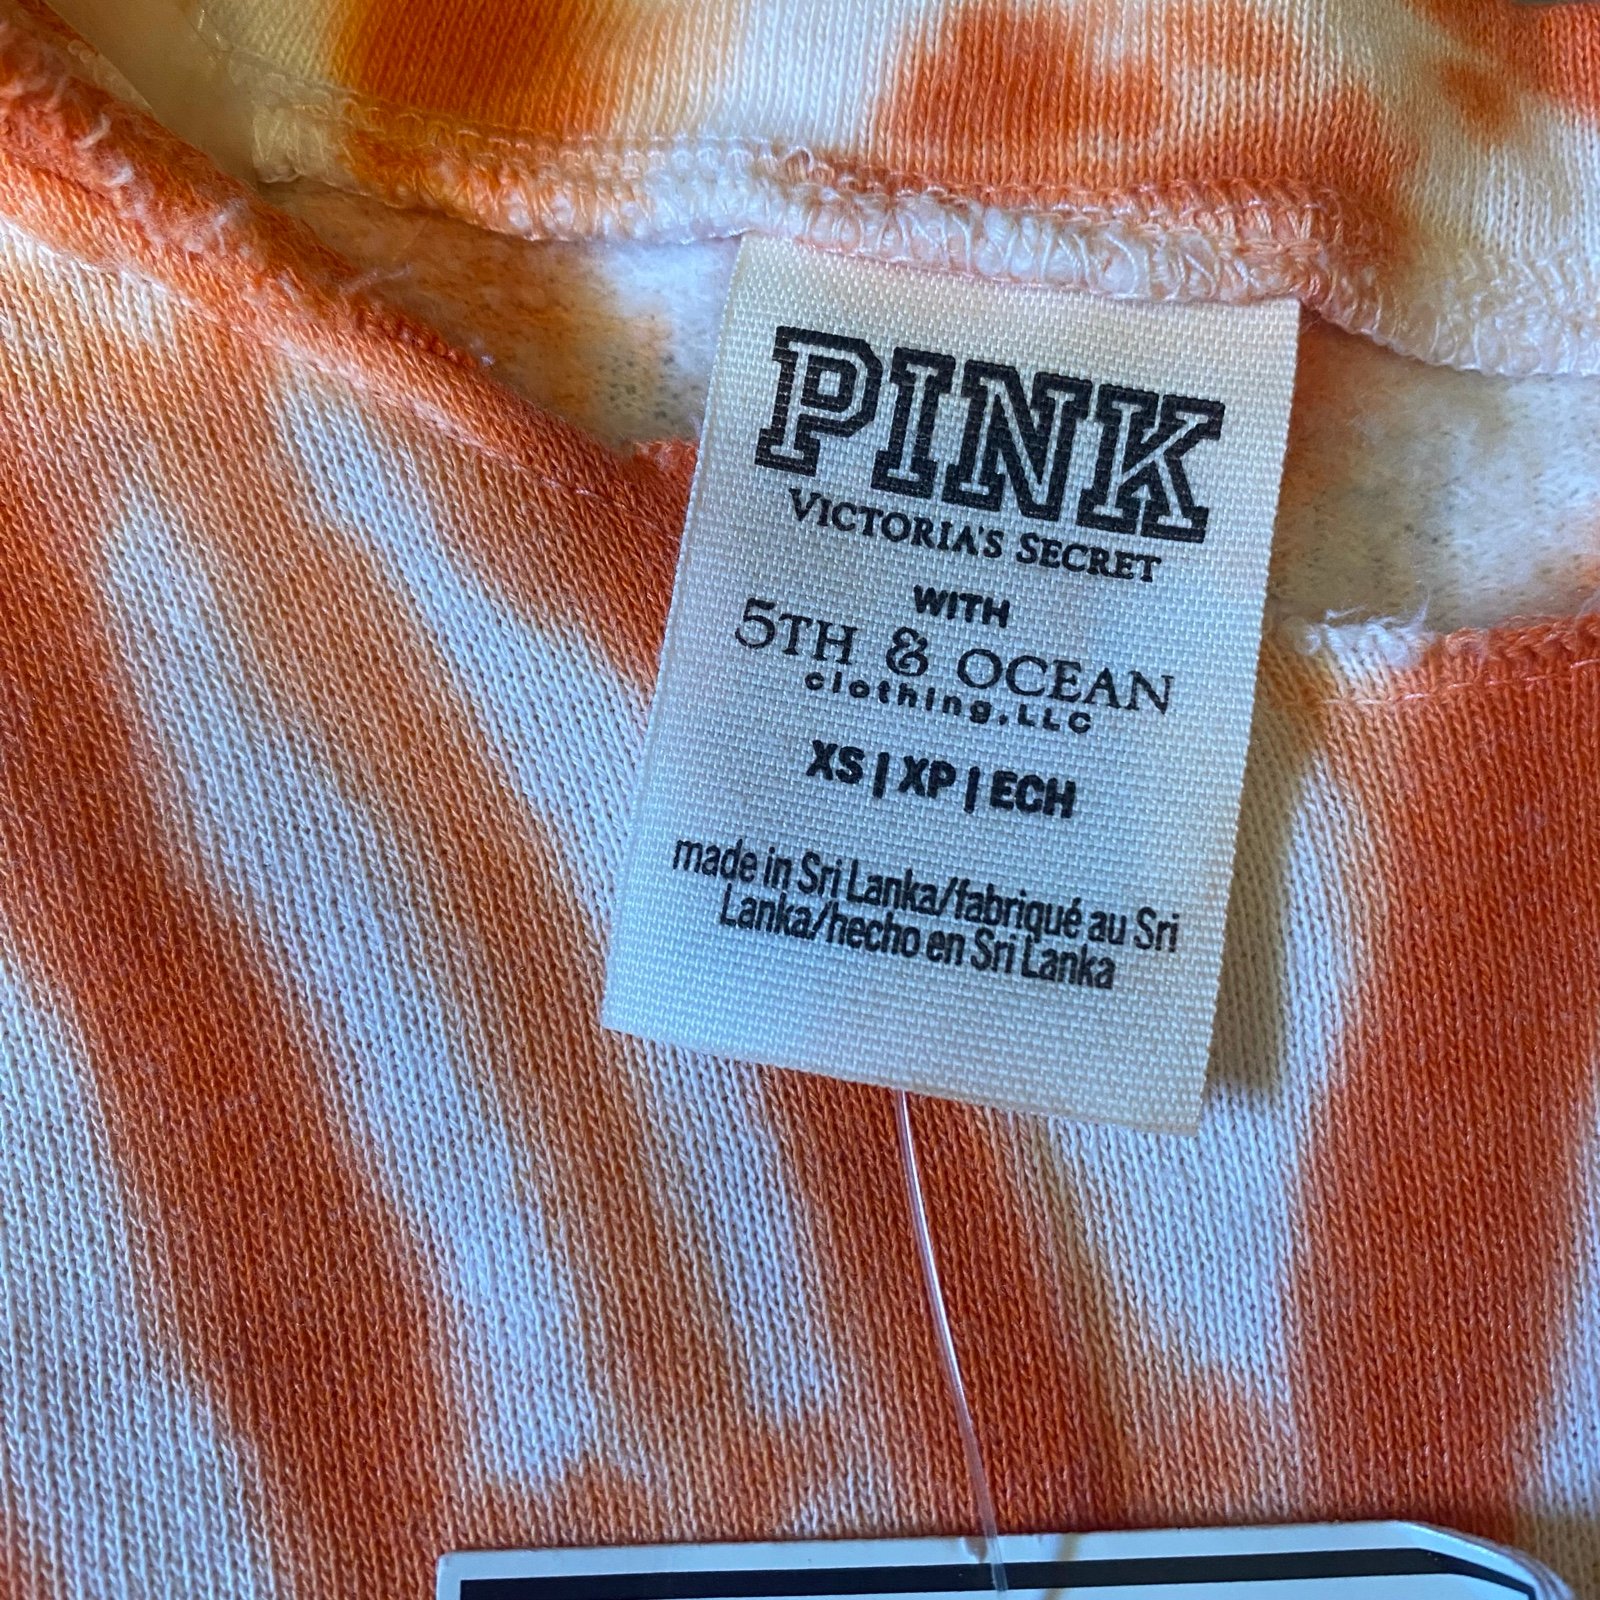 PINK
VICTORIA'S SECRET
WITH
5TH & OCEAN
clothing,LLC
XS | XP | ECH
made in Sri Lanka/fabriqué au Sri
Lanka/hecho en Sri Lanka